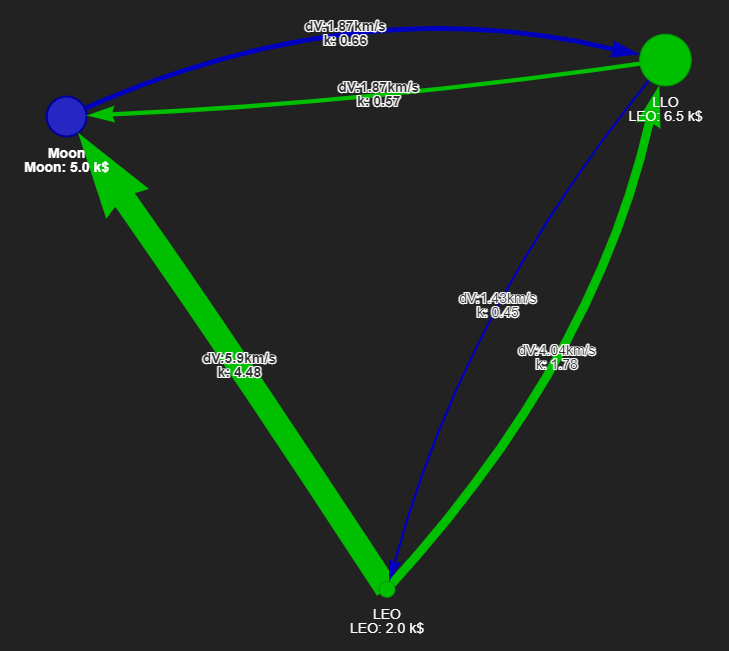 dV:1.87km/s
k: 0.66
dV:1.87km/s
k: 0.57
LLO
LEO: 6.5 k$
Moon
Moon: 5.0 k$
dV:1.43km/s
k: 0.45
dV:5.9km/s
k: 4.48
dV:4.04km/s
k: 1.78
LEO
LEO: 2.0 k$